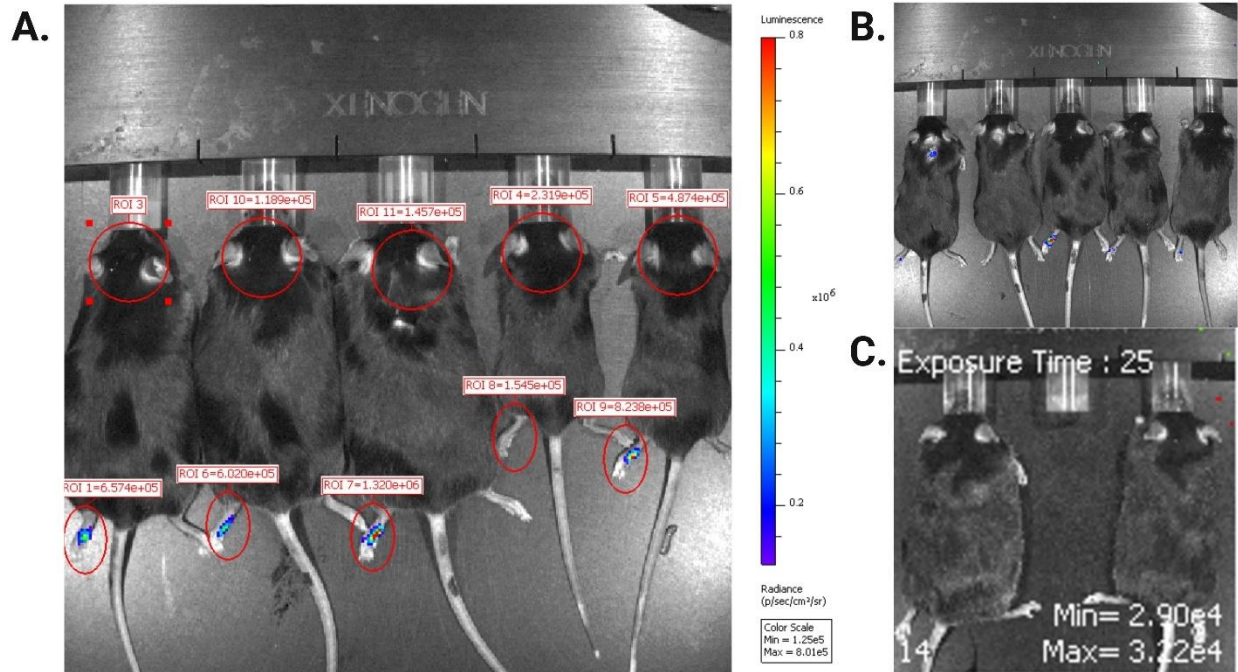 A.
XENOGEN
ROI 3
ROI 10=1.189e+05
ROI 11=1.457e+05
ROI 4=2.319e+05
ROI 5=4.874e+05
ROI 8=1.545e+05
ROI 9=8.238e+05
ROI 1=6.574e+05
ROI 6=6.020e+05
ROI 7=1.320e+06
Luminescence
0.8
0.6
x10⁶
0.4
0.2
Radiance
(p/sec/cm²/sr)
Color Scale
Min = 1.25e5
Max = 8.01e5
B.
XENOGEN
C.
Exposure Time : 25
Min= 2.90e4
14
Max= 3.22e4